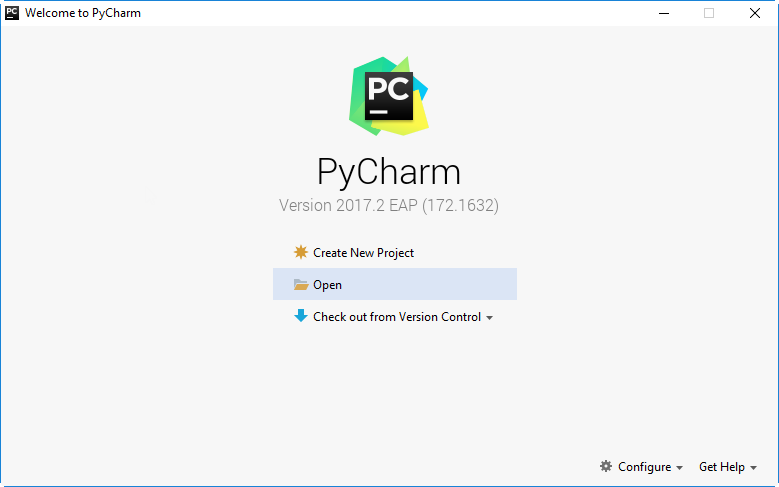 PC
Welcome to PyCharm
PC
PyCharm
Version 2017.2 EAP (172.1632)
Create New Project
Open
Check out from Version Control
Configure
Get Help